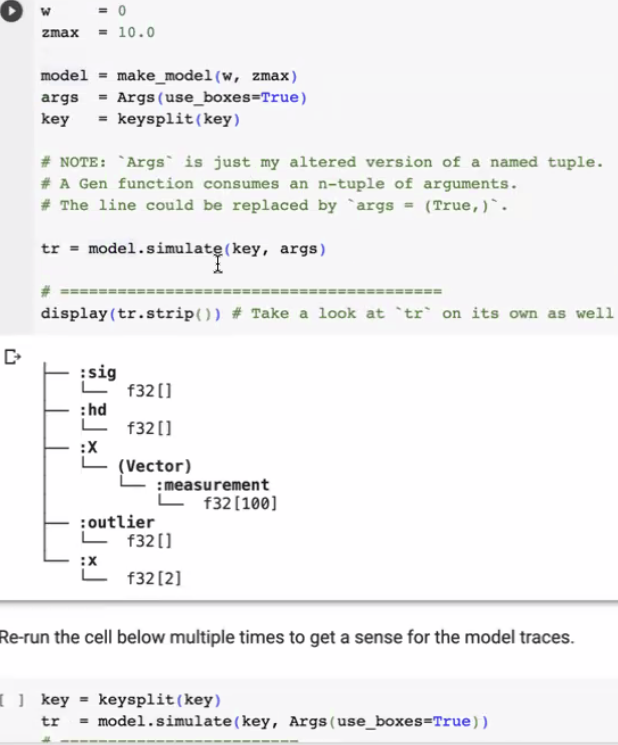 w     = 0
zmax  = 10.0
model = make_model(w, zmax)
args  = Args(use_boxes=True)
key   = keysplit(key)
# NOTE: `Args` is just my altered version of a named tuple.
# A Gen function consumes an n-tuple of arguments.
# The line could be replaced by `args = (True,)`.
tr = model.simulate(key, args)
# ========================================
display(tr.strip()) # Take a look at `tr` on its own as well
:sig
f32[]
:hd
f32[]
:X
(Vector)
:measurement
f32[100]
:outlier
f32[]
:x
f32[2]
Re-run the cell below multiple times to get a sense for the model traces.
[ ] key = keysplit(key)
tr  = model.simulate(key, Args(use_boxes=True))
# =========================